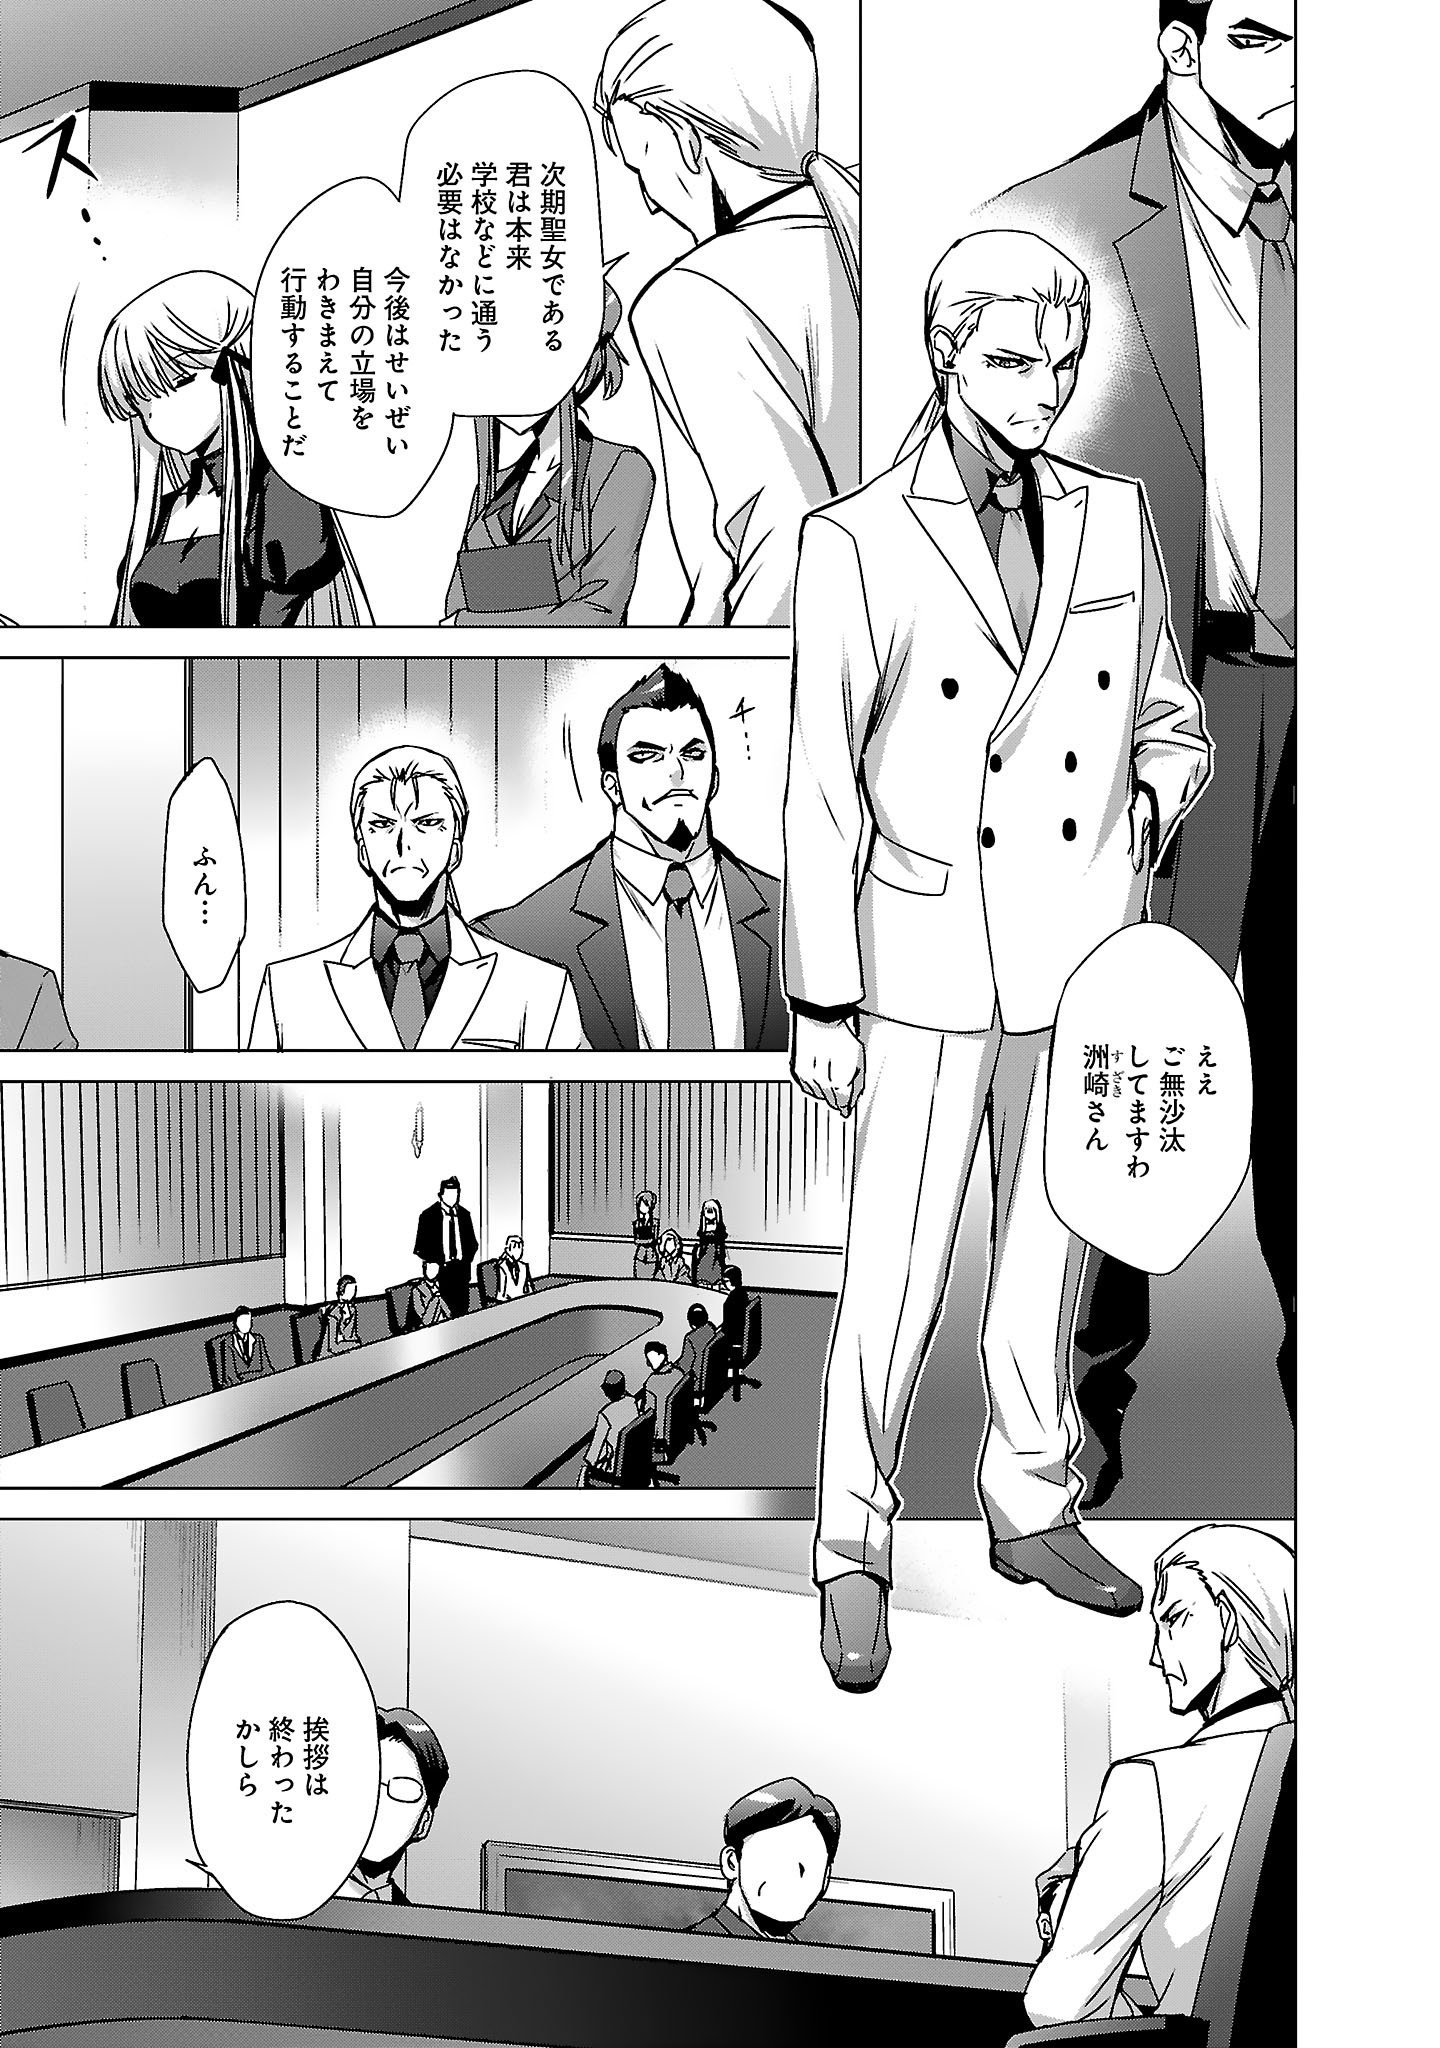 ええ
ご無沙汰
してますわ
洲崎さん
すざき
次期聖女である
君は本来
学校などに通う
必要はなかった
今後はせいぜい
自分の立場を
わきまえて
行動することだ
ス…
チ…
ふん…
挨拶は
終わった
かしら